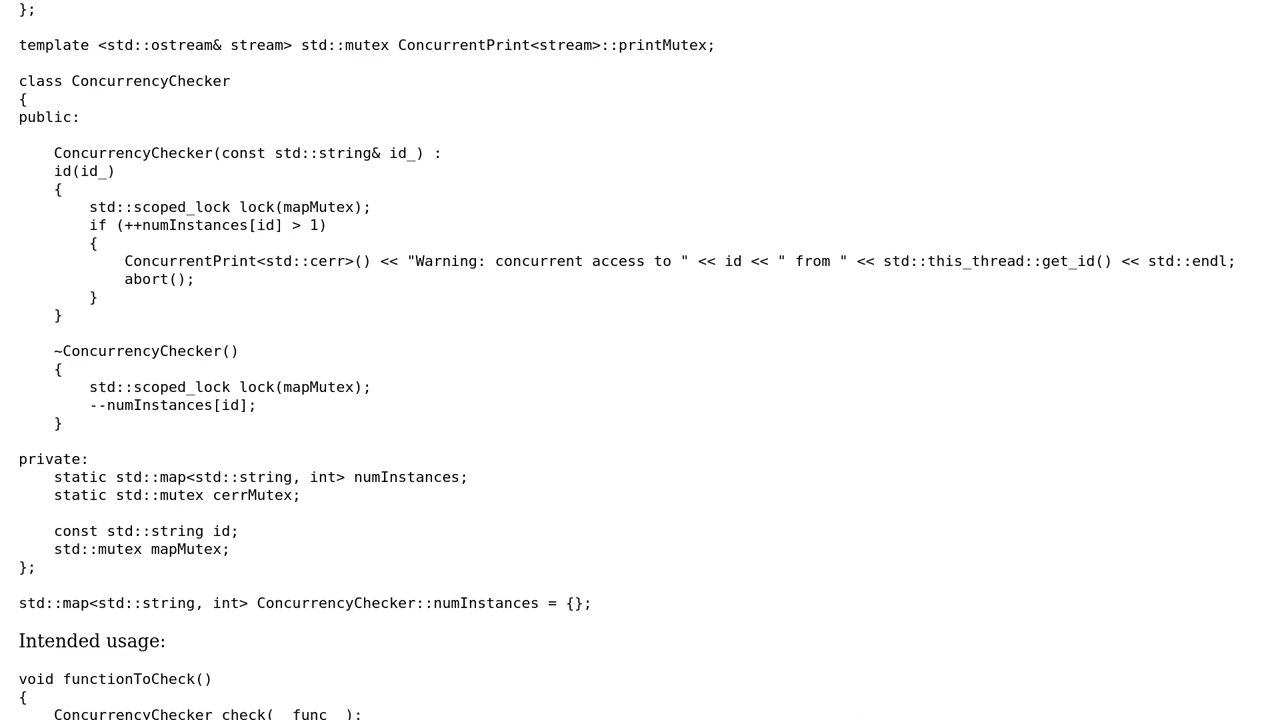 };
template <std::ostream& stream> std::mutex ConcurrentPrint<stream>::printMutex;
class ConcurrencyChecker
{
public:
ConcurrencyChecker(const std::string& id_) :
id(id_)
{
std::scoped_lock lock(mapMutex);
if (++numInstances[id] > 1)
{
ConcurrentPrint<std::cerr>() << "Warning: concurrent access to " << id << " from " << std::this_thread::get_id() << std::endl;
abort();
}
}
~ConcurrencyChecker()
{
std::scoped_lock lock(mapMutex);
--numInstances[id];
}
private:
static std::map<std::string, int> numInstances;
static std::mutex cerrMutex;
const std::string id;
std::mutex mapMutex;
};
std::map<std::string, int> ConcurrencyChecker::numInstances = {};
Intended usage:
void functionToCheck()
{
ConcurrencyChecker check(__func__);